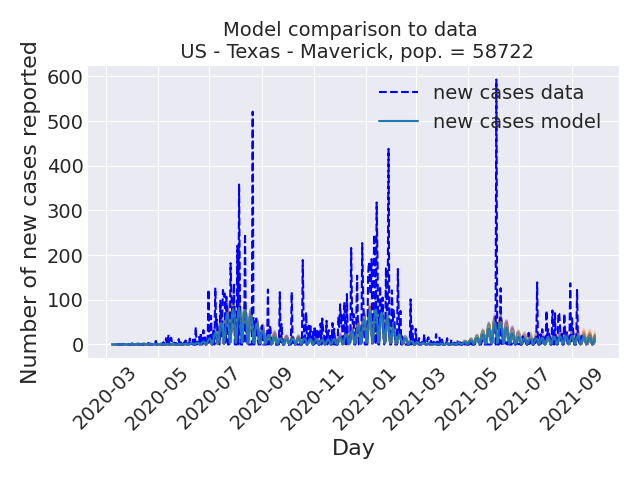 Model comparison to data
US - Texas - Maverick, pop. = 58722
Number of new cases reported
600
500
400
300
200
100
0
new cases data
new cases model
2020-03
2020-05
2020-07
2020-09
2020-11
2021-01
2021-03
2021-05
2021-07
2021-09
Day